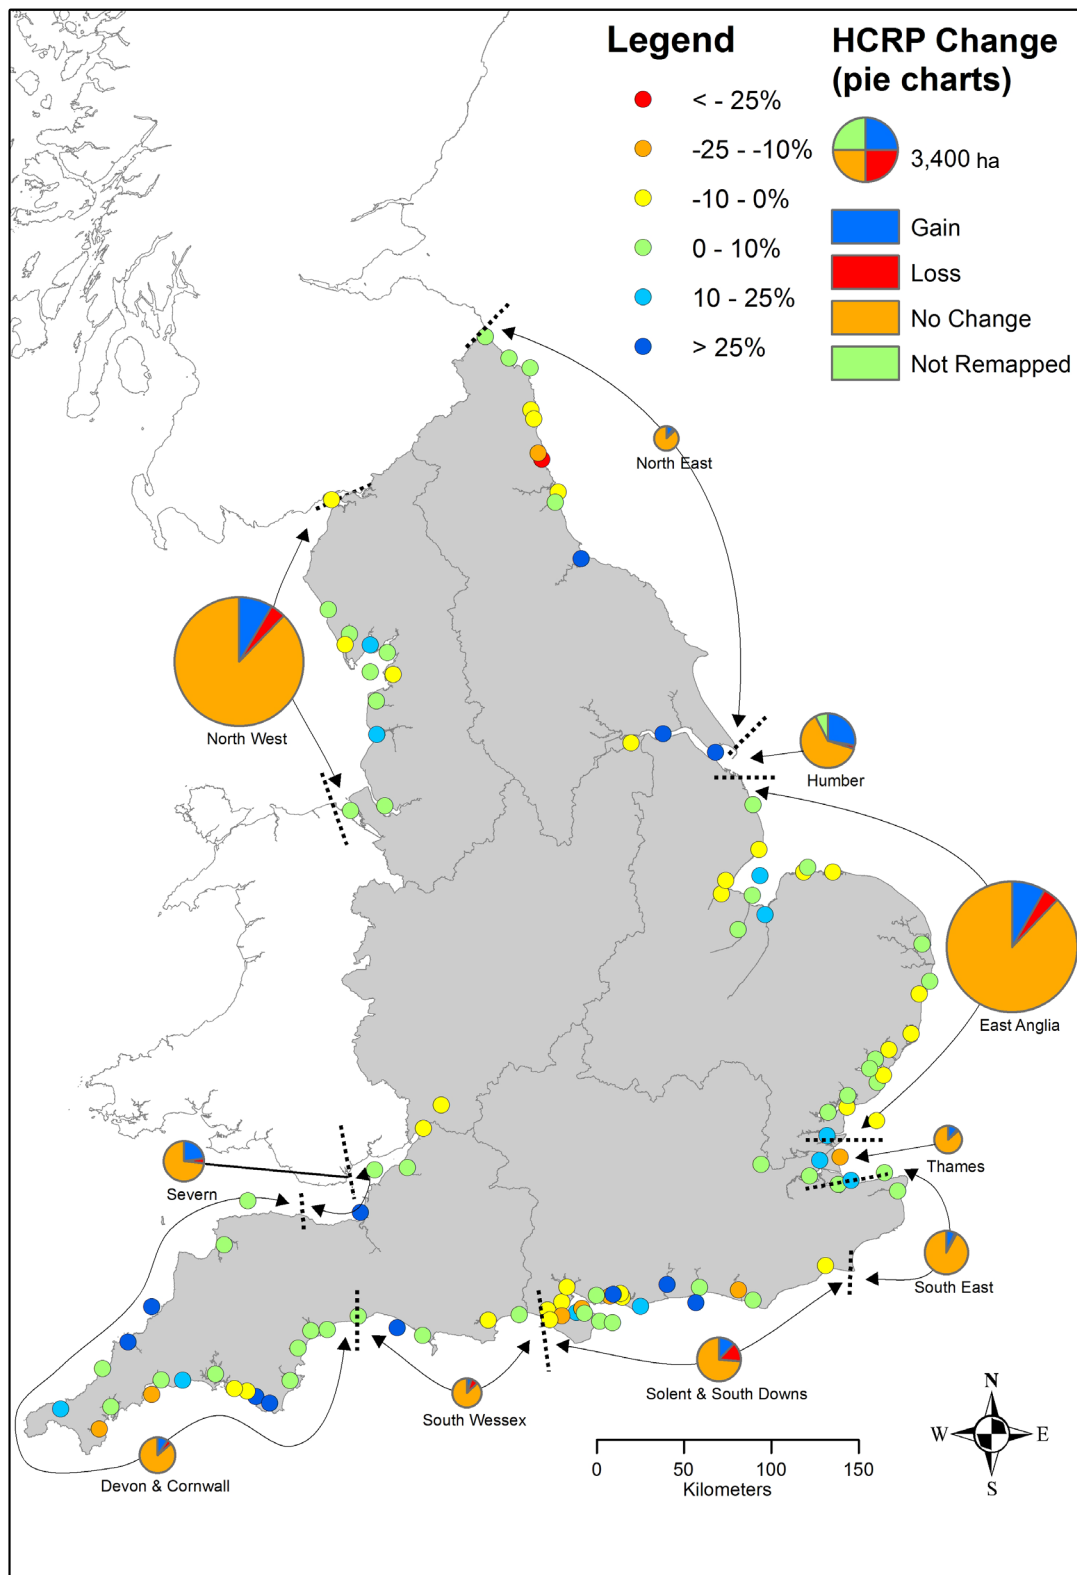 Legend
< - 25%
-25 - -10%
-10 - 0%
0 - 10%
10 - 25%
> 25%
HCRP Change
(pie charts)
3,400 ha
Gain
Loss
No Change
Not Remapped
North East
North West
Humber
East Anglia
Thames
Severn
South East
Solent & South Downs
South Wessex
Devon & Cornwall
N
W
E
S
0
50
100
150
Kilometers